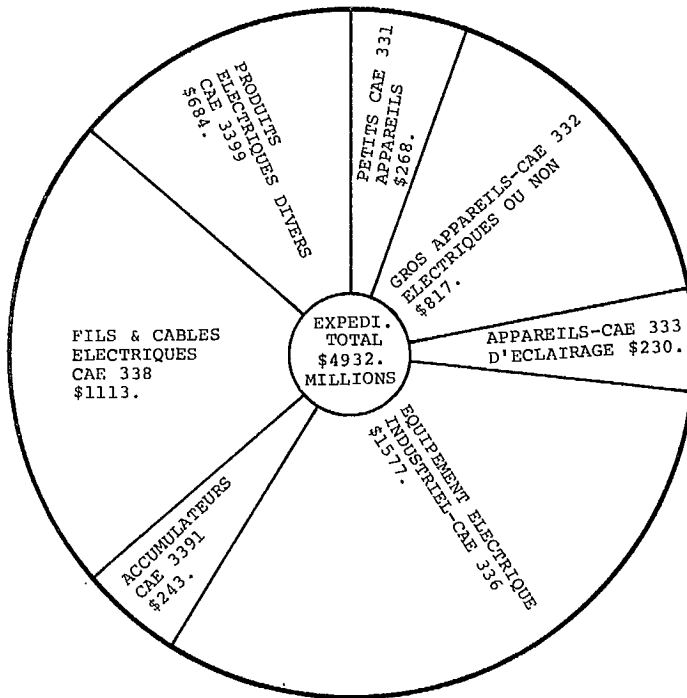 PETITS CAE 331
APPAREILS
$268.
GROS APPAREILS-CAE 332
ELECTRIQUES OU NON
$817.
APPAREILS-CAE 333
D'ECLAIRAGE $230.
EQUIPEMENT ELECTRIQUE
INDUSTRIEL-CAE 336
$1577.
ACCUMULATEURS
CAE 3391
$243.
FILS & CABLES
ELECTRIQUES
CAE 338
$1113.
PRODUITS
ELECTRIQUES DIVERS
CAE 3399
$684.
EXPEDI.
TOTAL
$4932.
MILLIONS